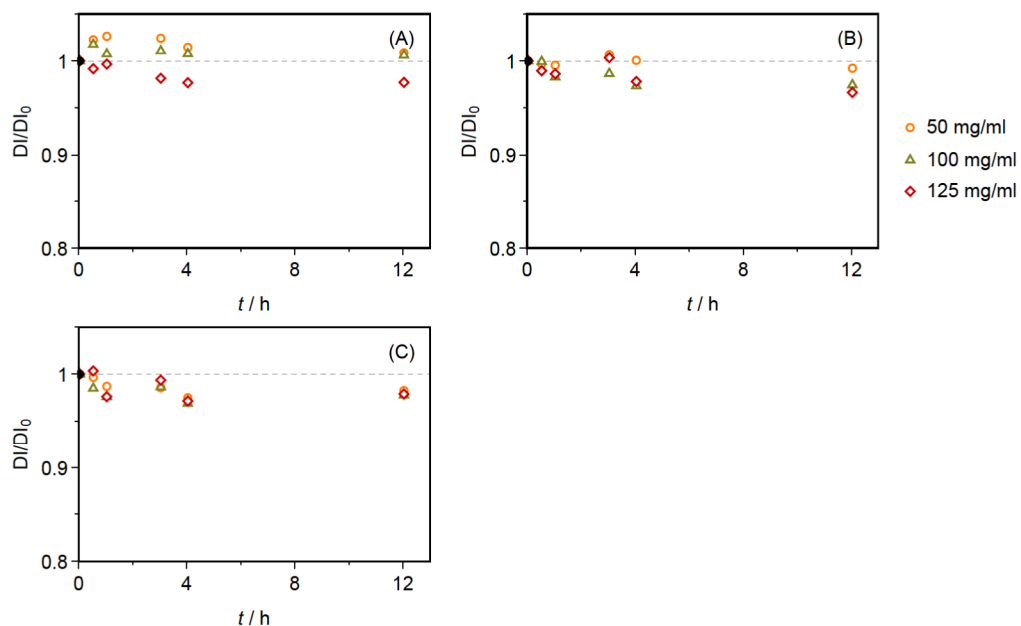 (A)
1
0.9
0.8
DI/DI₀
0 4 8 12
t / h
(B)
1
0.9
0.8
DI/DI₀
0 4 8 12
t / h
50 mg/ml
100 mg/ml
125 mg/ml
(C)
1
0.9
0.8
DI/DI₀
0 4 8 12
t / h